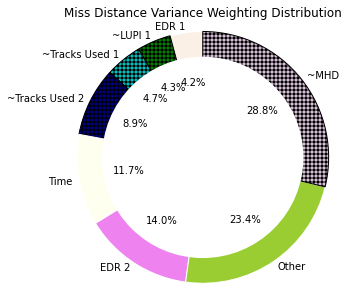 Miss Distance Variance Weighting Distribution
EDR 1
~LUPI 1
~Tracks Used 1
~Tracks Used 2
Time
EDR 2
Other
~MHD
4.2%
4.3%
4.7%
8.9%
11.7%
14.0%
23.4%
28.8%